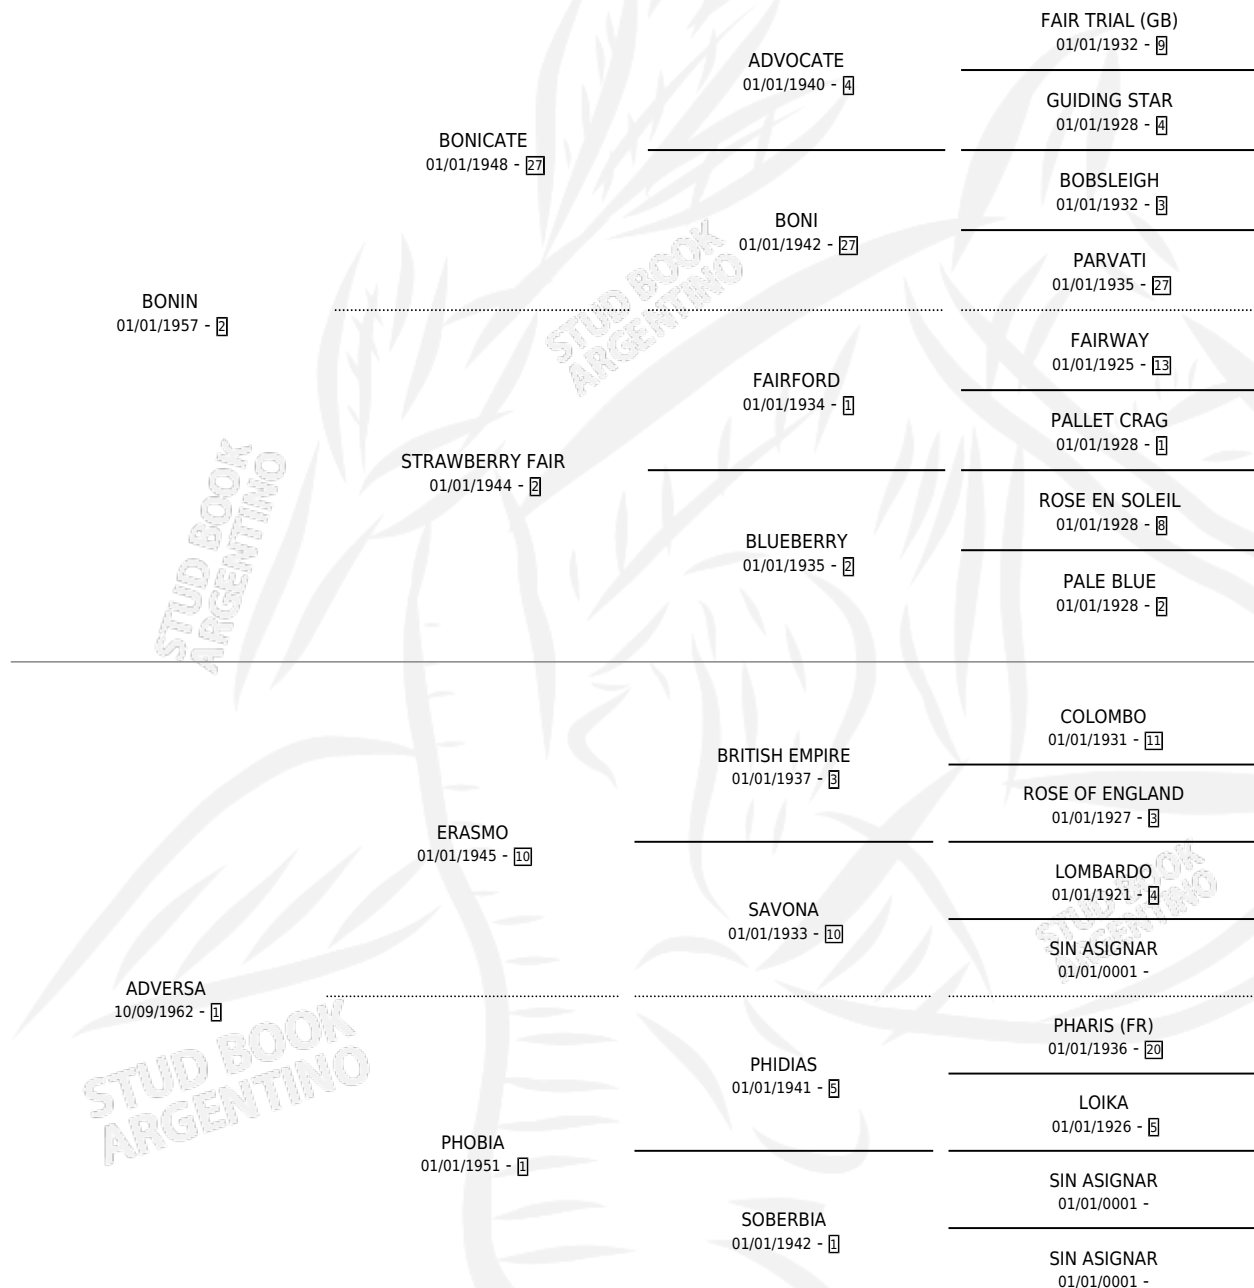 FAIR TRIAL (GB)
01/01/1932 - 9
ADVOCATE
01/01/1940 - 4
GUIDING STAR
01/01/1928 - 4
BONICATE
01/01/1948 - 27
BOBSLEIGH
01/01/1932 - 3
BONI
01/01/1942 - 27
PARVATI
01/01/1935 - 27
BONIN
01/01/1957 - 2
FAIRWAY
01/01/1925 - 13
FAIRFORD
01/01/1934 - 1
PALLET CRAG
01/01/1928 - 1
STRAWBERRY FAIR
01/01/1944 - 2
ROSE EN SOLEIL
01/01/1928 - 8
BLUEBERRY
01/01/1935 - 2
PALE BLUE
01/01/1928 - 2
STUD BOOK
ARGENTINO
STUD BOOK
ARGENTINO
COLOMBO
01/01/1931 - 11
BRITISH EMPIRE
01/01/1937 - 3
ROSE OF ENGLAND
01/01/1927 - 3
ERASMO
01/01/1945 - 10
LOMBARDO
01/01/1921 - 4
SAVONA
01/01/1933 - 10
SIN ASIGNAR
01/01/0001 -
ADVERSA
10/09/1962 - 1
PHARIS (FR)
01/01/1936 - 20
PHIDIAS
01/01/1941 - 5
LOIKA
01/01/1926 - 5
PHOBIA
01/01/1951 - 1
SIN ASIGNAR
01/01/0001 -
SOBERBIA
01/01/1942 - 1
SIN ASIGNAR
01/01/0001 -
STUD BOOK
ARGENTINO
STUD BOOK
ARGENTINO